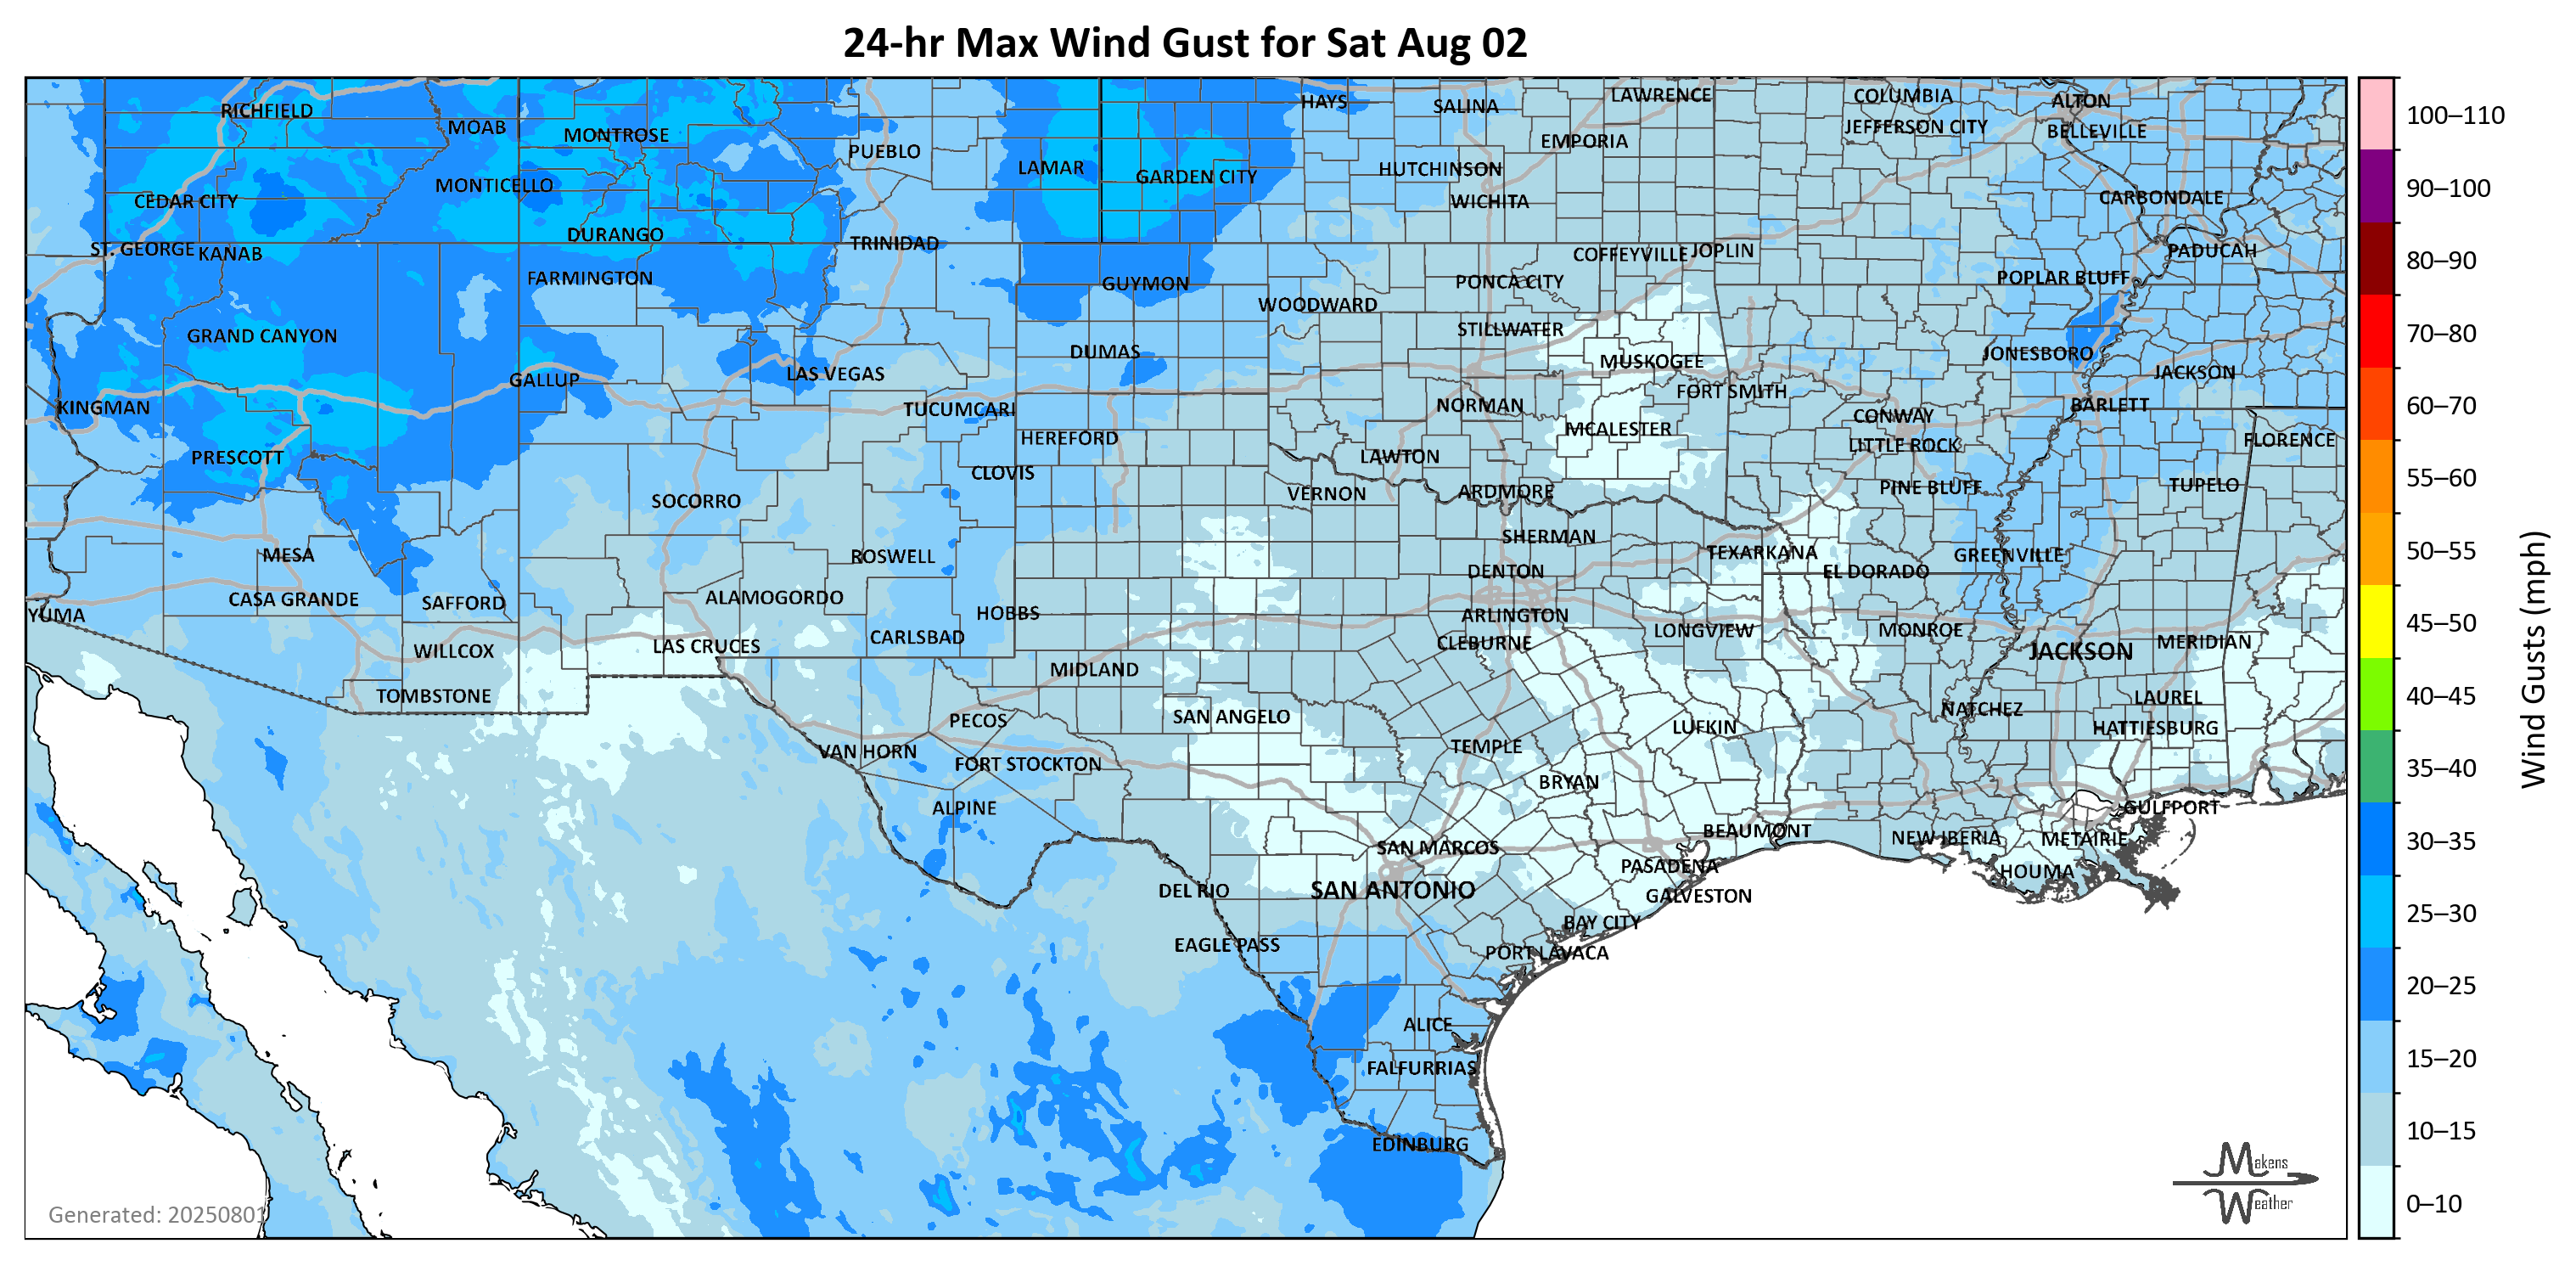 24-hr Max Wind Gust for Sat Aug 02
RICHFIELD
MOAB
MONTROSE
PUEBLO
LAMAR
GARDEN CITY
HAYS
SALINA
LAWRENCE
EMPORIA
COLUMBIA
JEFFERSON CITY
ALTON
BELLEVILLE
HUTCHINSON
WICHITA
CARBONDALE
CEDAR CITY
MONTICELLO
DURANGO
TRINIDAD
ST. GEORGE
KANAB
FARMINGTON
GUYMON
WOODWARD
PONCA CITY
COFFEYVILLE
JOPLIN
POPLAR BLUFF
PADUCAH
GRAND CANYON
GALLUP
LAS VEGAS
DUMAS
STILLWATER
MUSKOGEE
FORT SMITH
JONESBORO
JACKSON
KINGMAN
TUCUMCARI
NORMAN
CONWAY
BARLETT
PRESCOTT
HEREFORD
MCALESTER
LITTLE ROCK
FLORENCE
CLOVIS
LAWTON
SOCORRO
VERNON
ARDMORE
PINE BLUFF
TUPELO
MESA
ROSWELL
SHERMAN
TEXARKANA
GREENVILLE
DENTON
EL DORADO
CASA GRANDE
SAFFORD
ALAMOGORDO
HOBBS
ARLINGTON
YUMA
WILLCOX
LAS CRUCES
CARLSBAD
CLEBURNE
LONGVIEW
MONROE
JACKSON
MERIDIAN
TOMBSTONE
MIDLAND
PECOS
SAN ANGELO
LUFKIN
NATCHEZ
LAUREL
HATTIESBURG
VAN HORN
FORT STOCKTON
TEMPLE
BRYAN
ALPINE
BEAUMONT
NEW IBERIA
METAIRIE
GULFPORT
SAN MARCOS
PASADENA
HOUMA
DEL RIO
SAN ANTONIO
GALVESTON
BAY CITY
EAGLE PASS
PORT LAVACA
ALICE
FALFURRIAS
EDINBURG
Generated: 20250801
Makens
Weather
100–110
90–100
80–90
70–80
60–70
55–60
50–55
45–50
40–45
35–40
30–35
25–30
20–25
15–20
10–15
0–10
Wind Gusts (mph)